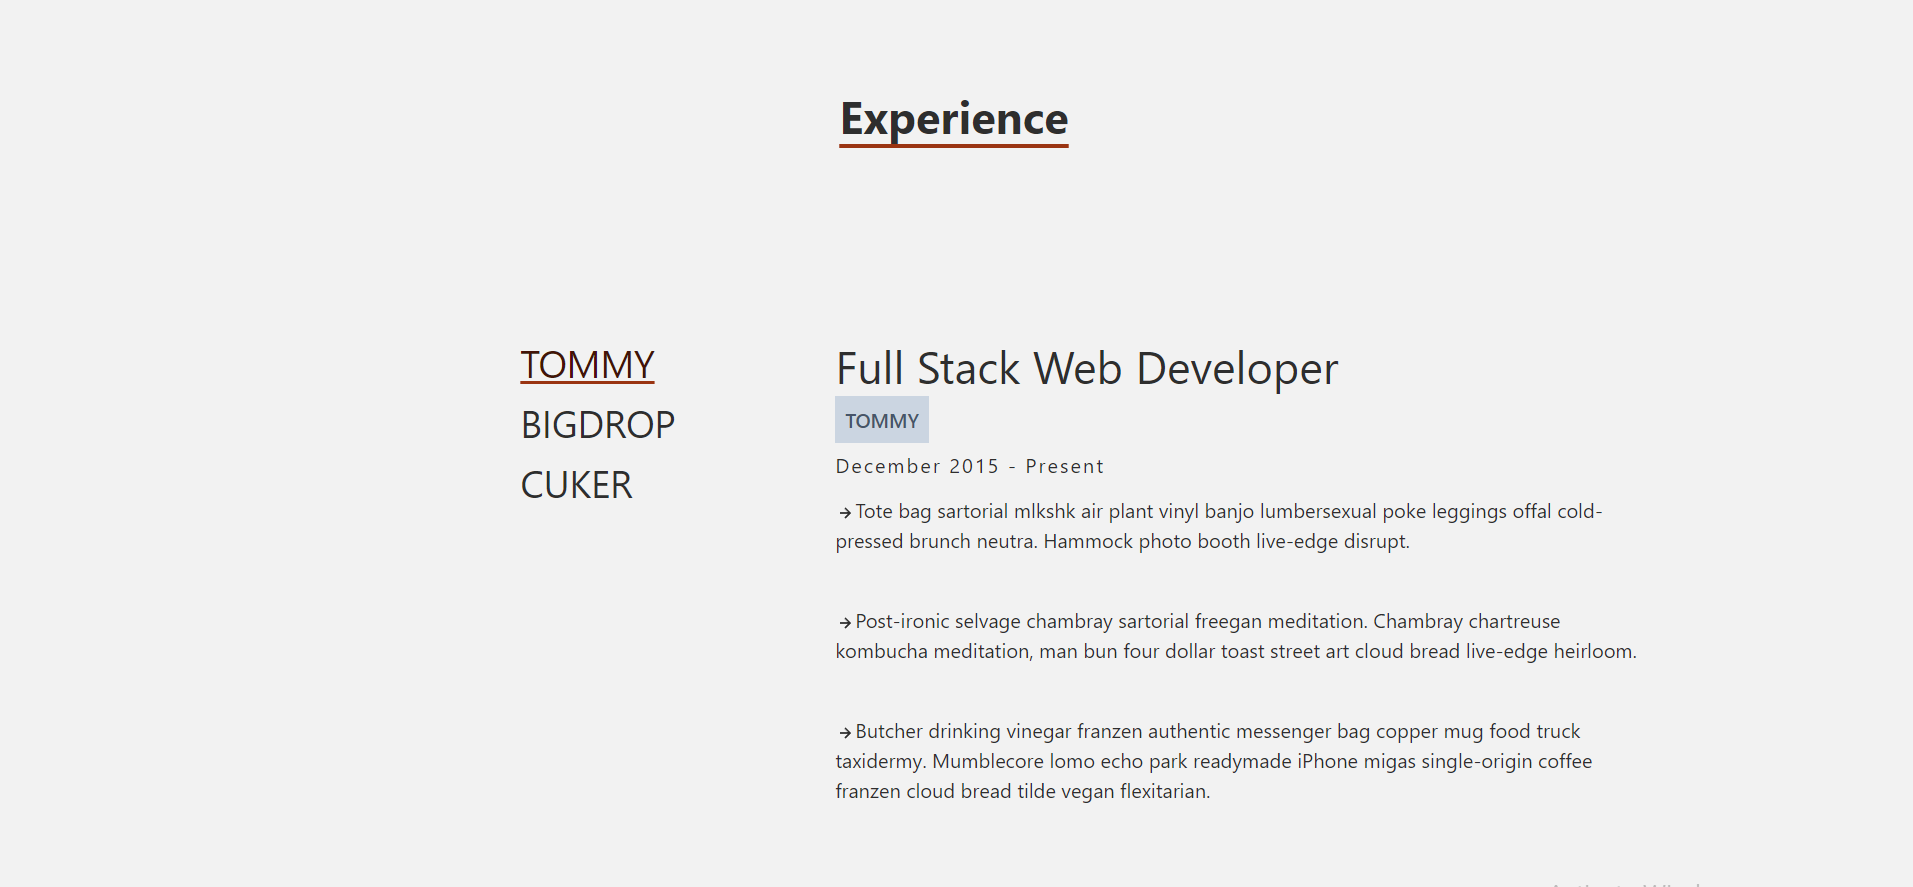 Experience
TOMMY
BIGDROP
CUKER
Full Stack Web Developer
TOMMY
December 2015 - Present
→ Tote bag sartorial mlkshk air plant vinyl banjo lumbersexual poke leggings offal cold-
pressed brunch neutra. Hammock photo booth live-edge disrupt.
→ Post-ironic selvage chambray sartorial freegan meditation. Chambray chartreuse
kombucha meditation, man bun four dollar toast street art cloud bread live-edge heirloom.
→ Butcher drinking vinegar franzen authentic messenger bag copper mug food truck
taxidermy. Mumblecore lomo echo park readymade iPhone migas single-origin coffee
franzen cloud bread tilde vegan flexitarian.